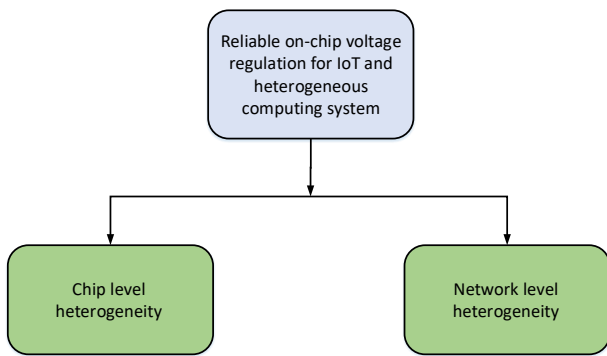 Reliable on-chip voltage
regulation for IoT and
heterogeneous
computing system
Chip level
heterogeneity
Network level
heterogeneity